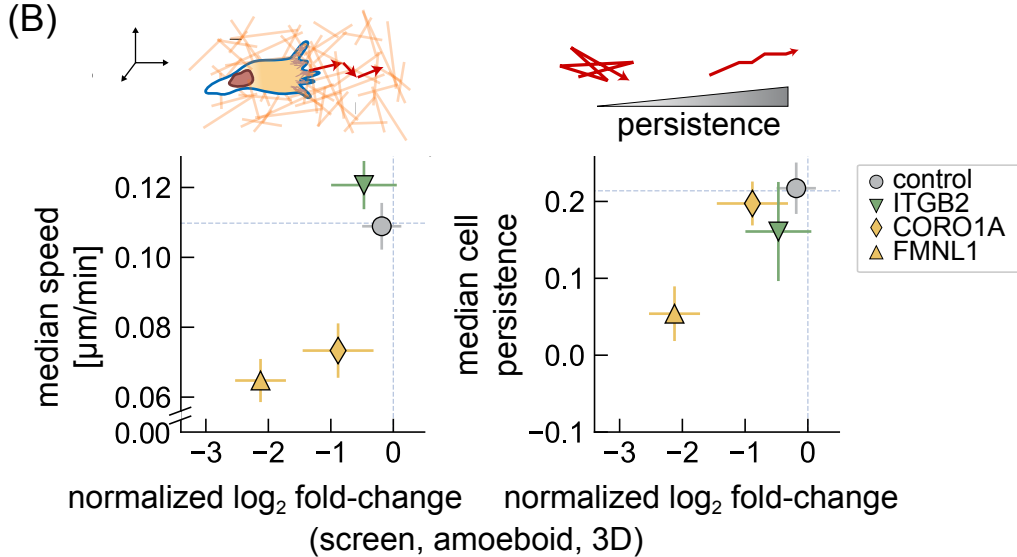 (B)
persistence
median speed
[μm/min]
0.12
0.10
0.08
0.06
0.00
−3 −2 −1 0
normalized log₂ fold-change
median cell
persistence
0.2
0.1
0.0
−0.1
−3 −2 −1 0
normalized log₂ fold-change
(screen, amoeboid, 3D)
control
ITGB2
CORO1A
FMNL1